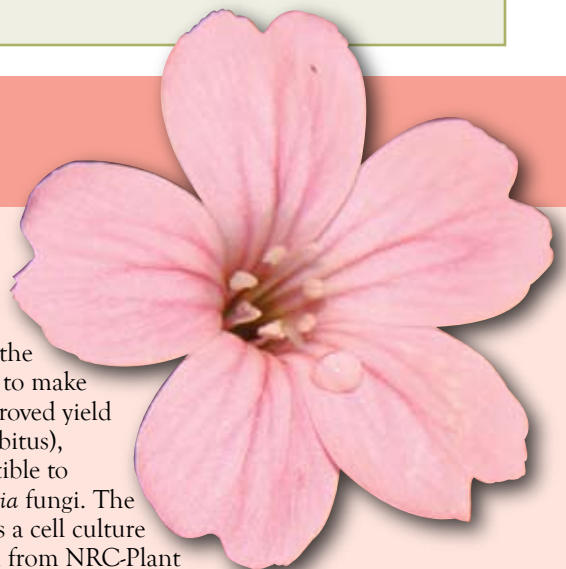 the
to make
roved yield
bitus),
tible to
ia fungi. The
s a cell culture
from NRC-Plant